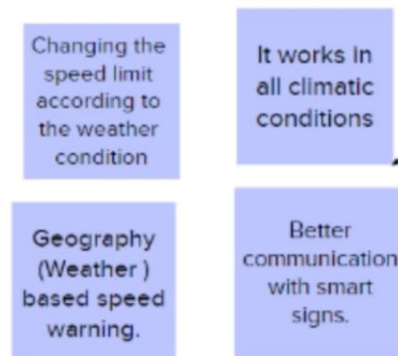 Changing the
speed limit
according to
the weather
condition
It works in
all climatic
conditions
Geography
(Weather )
based speed
warning.
Better
communication
with smart
signs.